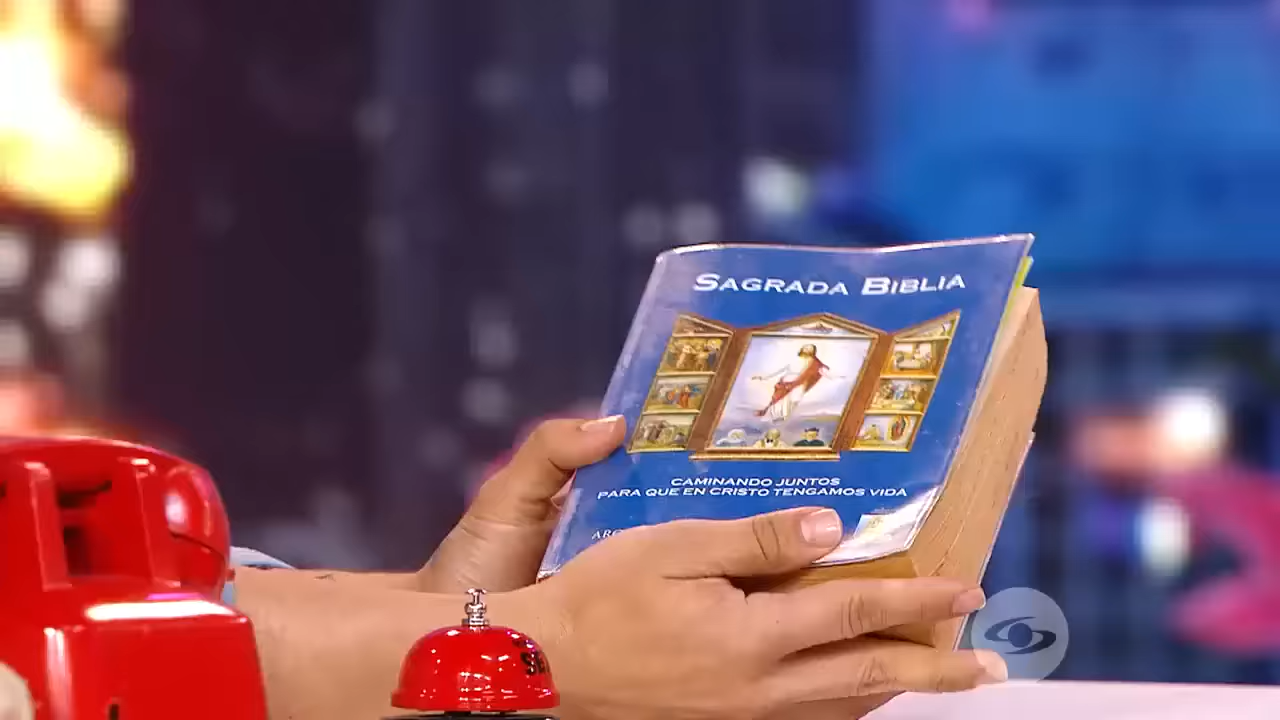 SAGRADA BIBLIA
CAMINANDO JUNTOS
PARA QUE EN CRISTO TENGAMOS VIDA